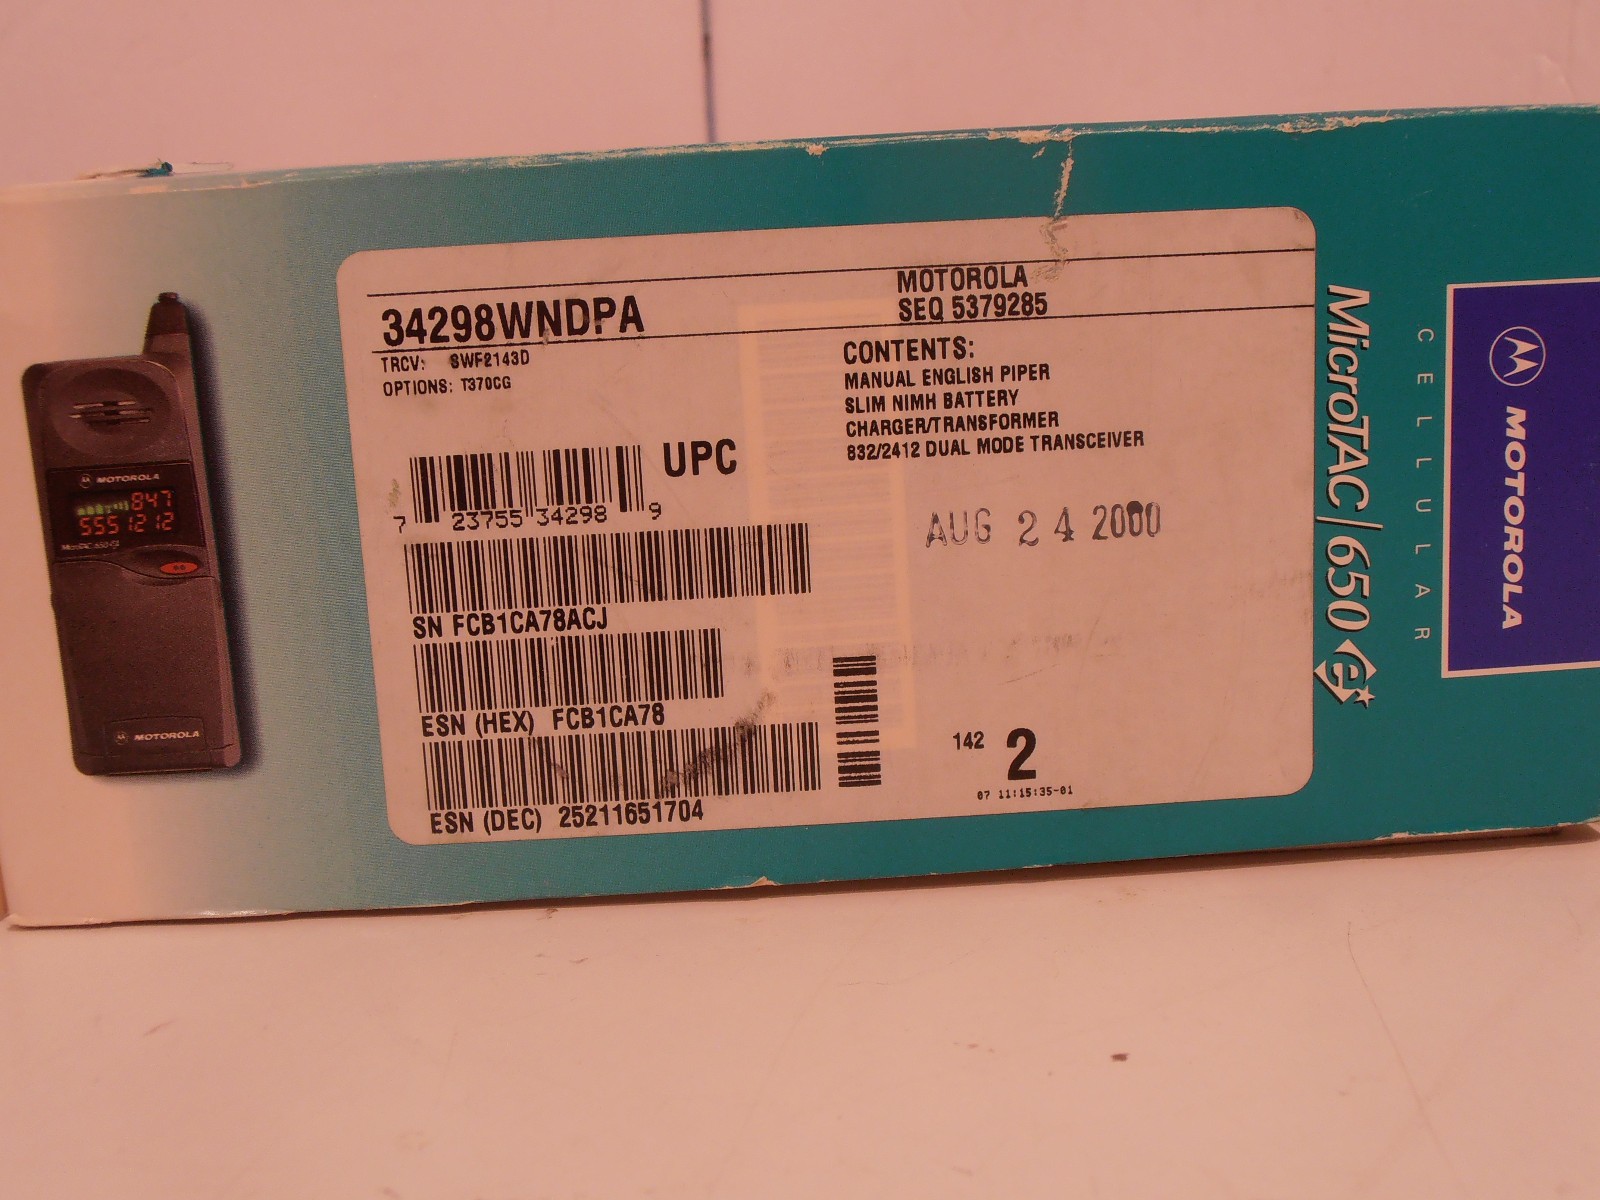 34298WNDPA
MOTOROLA
SEQ 5379285
TRCV: SWF2143D
OPTIONS: T370CG
CONTENTS:
MANUAL ENGLISH PIPER
SLIM NIMH BATTERY
CHARGER/TRANSFORMER
832/2412 DUAL MODE TRANSCEIVER
UPC
7 23755 34298 9
AUG 24 2000
SN FCB1CA78ACJ
ESN (HEX) FCB1CA78
ESN (DEC) 25211651704
142 2
07 11:15:35-01
MOTOROLA
847
5551212
MicroTAC 650 e
MOTOROLA
MicroTAC|650 e
CELLULAR
MOTOROLA